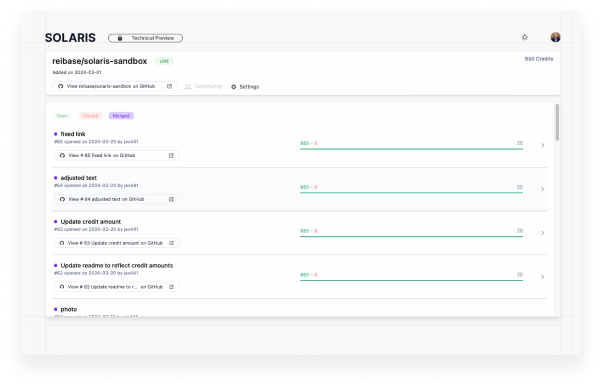 SOLARIS
Technical Preview
reibase/solaris-sandbox LIVE
950 Credits
Added on 2024-03-01
View reibase/solaris-sandbox on GitHub
Community
Settings
Open Closed Merged
fixed link
#65 opened on 2024-03-20 by jex441
View # 65 fixed link on GitHub
950 - 0
20
adjusted text
#64 opened on 2024-03-20 by jex441
View # 64 adjusted text on GitHub
950 - 0
20
Update credit amount
#63 opened on 2024-03-20 by jex441
View # 63 Update credit amount on GitHub
950 - 0
20
Update readme to reflect credit amounts
#62 opened on 2024-03-20 by jex441
View # 62 Update readme to r... on GitHub
950 - 0
20
photo